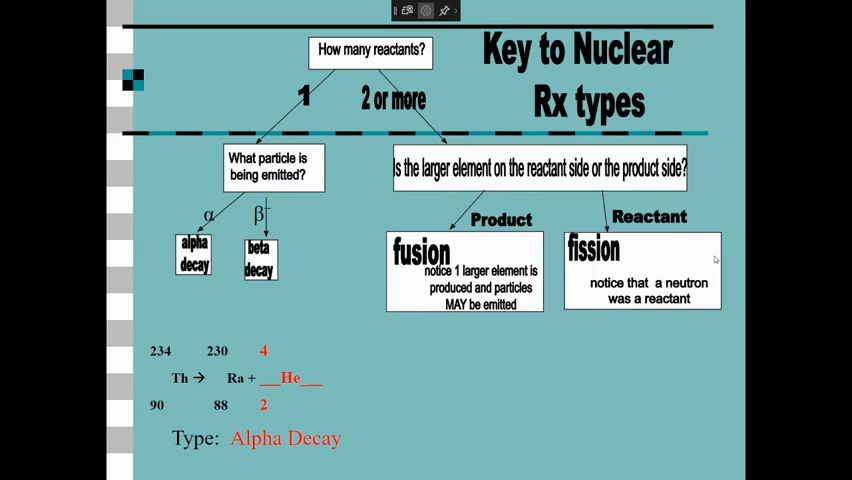 How many reactants?
Key to Nuclear
Rx types
1
2 or more
What particle is
being emitted?
Is the larger element on the reactant side or the product side?
α
β⁻
Product
Reactant
alpha
decay
beta
decay
fusion
notice 1 larger element is
produced and particles
MAY be emitted
fission
notice that a neutron
was a reactant
234 230 4
Th → Ra + ___He___
90 88 2
Type: Alpha Decay